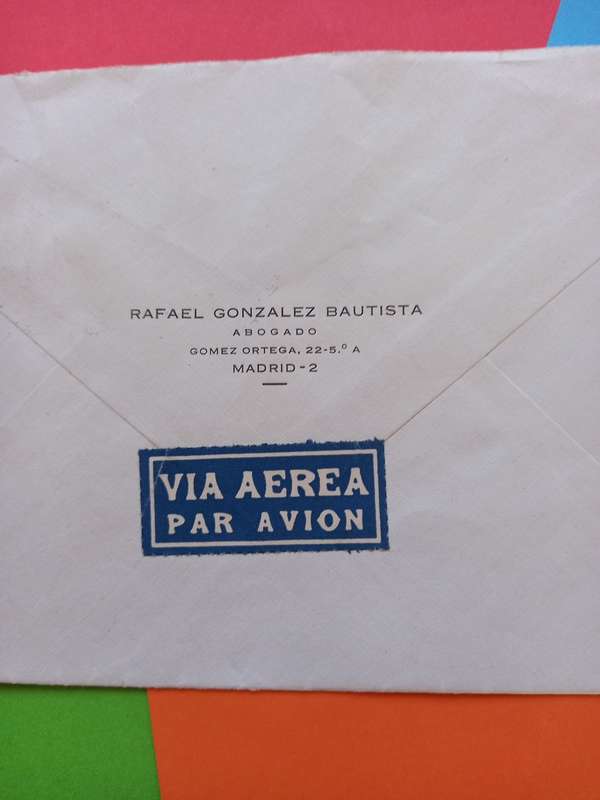 RAFAEL GONZALEZ BAUTISTA
ABOGADO
GOMEZ ORTEGA, 22-5.º A
MADRID-2
VIA AEREA
PAR AVION